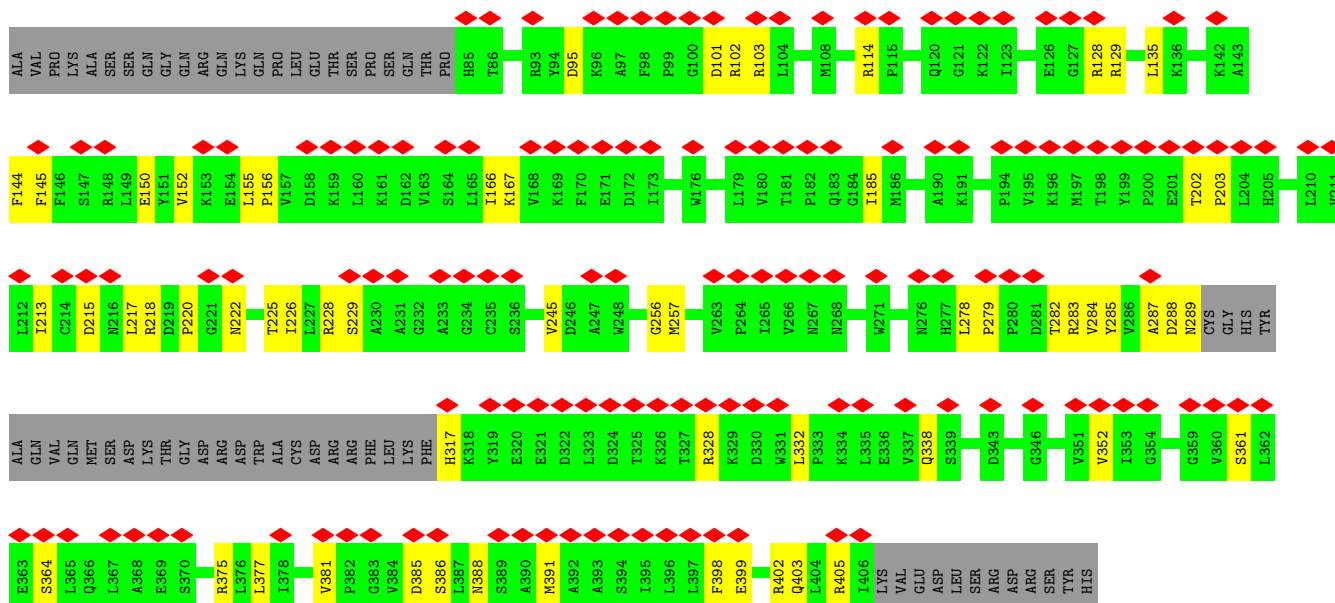 ALA VAL PRO LYS ALA SER SER GLN GLY GLN ARG GLN LYS GLN PRO LEU GLU THR SER PRO SER GLN THR PRO H85 T86 R93 Y94 D95 K96 A97 F98 P99 G100 D101 R102 R103 L104 M108 R114 P115 Q120 G121 K122 I123 E126 G127 R128 R129 L135 K136 K142 A143
F144 F145 F146 S147 R148 L149 E150 Y151 V152 K153 E154 L155 P156 V157 D158 K159 L160 K161 D162 V163 S164 L165 I166 K167 V168 K169 F170 E171 D172 I173 W176 L179 V180 T181 P182 Q183 G184 I185 M186 A190 K191 P194 V195 K196 M197 T198 Y199 P200 E201 T202 P203 L204 H205 L210 V211
L212 I213 C214 D215 N216 L217 R218 D219 P220 G221 N222 T225 I226 L227 R228 S229 A230 A231 G232 A233 G234 C235 S236 V245 D246 A247 W248 G256 M257 V263 P264 I265 V266 N267 N268 W271 N276 H277 L278 P279 P280 D281 T282 R283 V284 Y285 V286 A287 D288 N289 CYS GLY HIS TYR
ALA GLN VAL GLN MET SER ASP LYS THR GLY ASP ARG ASP TRP ALA CYS ASP ARG ARG PHE LEU LYS PHE H317 K318 Y319 E320 E321 D322 L323 D324 T325 K326 T327 R328 K329 D330 W331 L332 P333 K334 L335 E336 V337 Q338 S339 D343 G346 V351 V352 I353 G354 G359 V360 S361 L362
E363 S364 L365 Q366 L367 A368 E369 S370 R375 L376 L377 I378 V381 P382 G383 V384 D385 S386 L387 N388 S389 A390 M391 A392 A393 S394 I395 L396 L397 F398 E399 R402 Q403 L404 R405 I406 LYS VAL GLU ASP LEU SER ARG ASP ARG SER TYR HIS